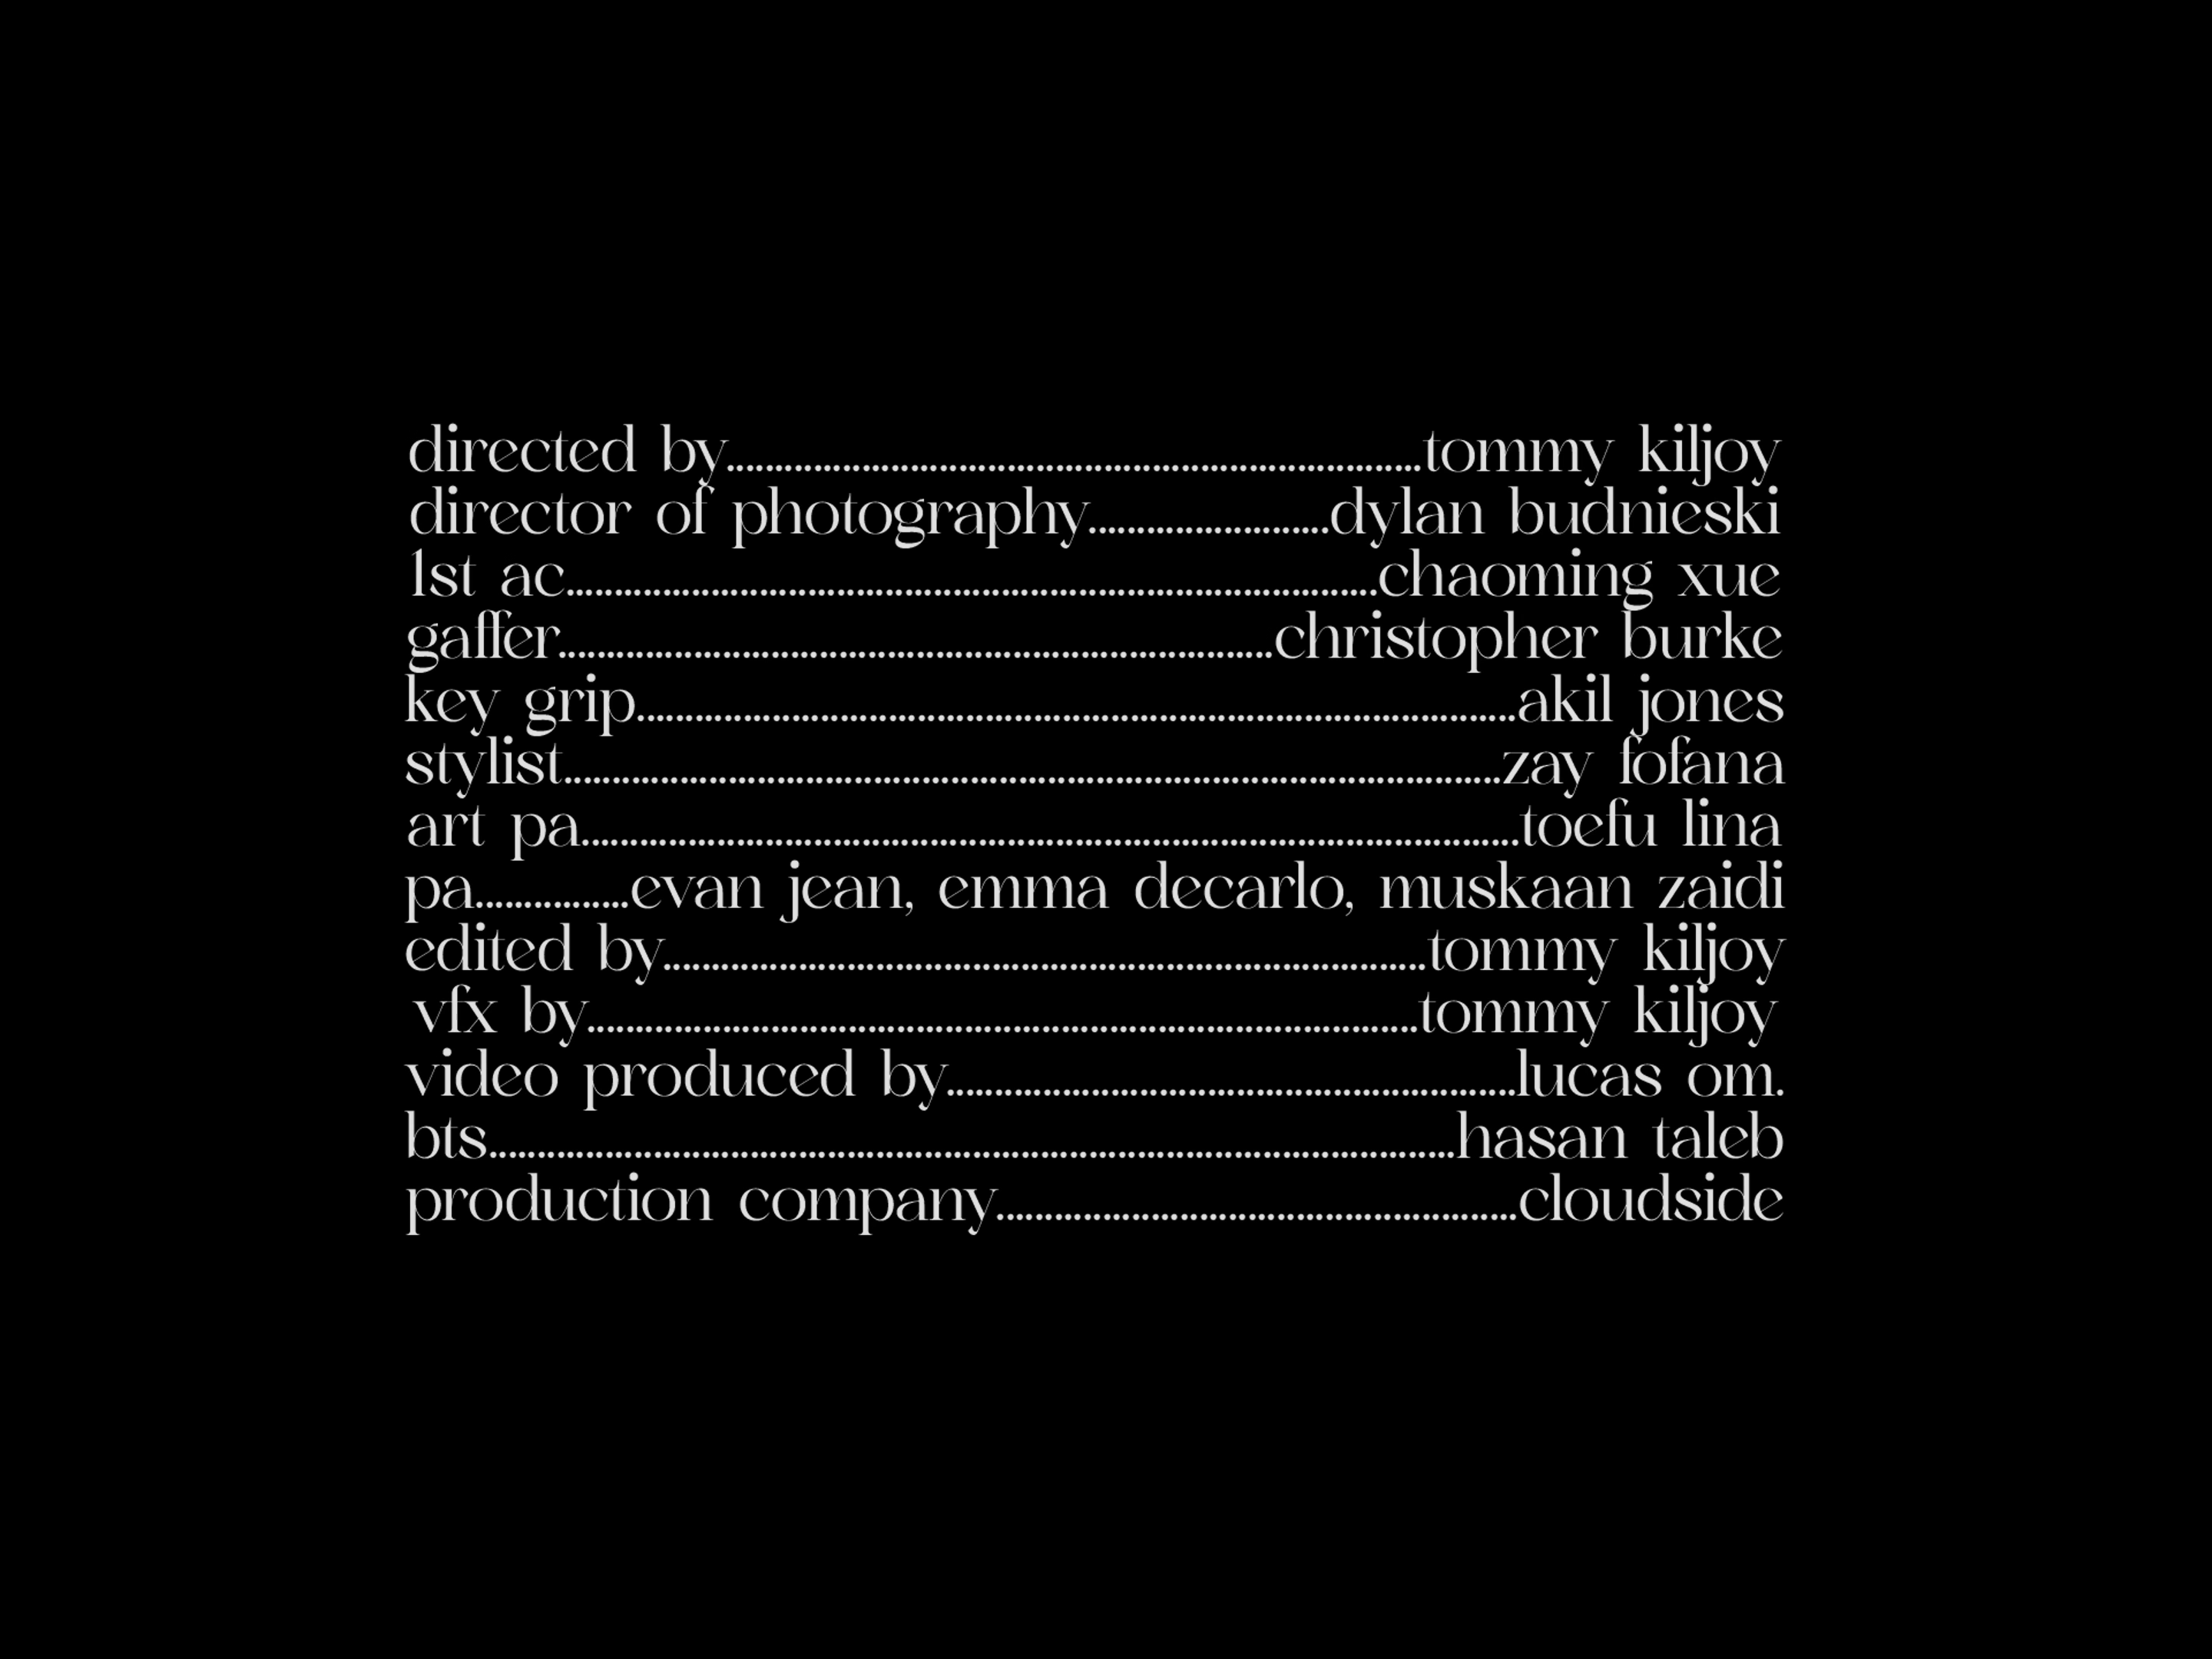 directed by........................................................................tommy kiljoy
director of photography.........................dylan budnieski
1st ac....................................................................................chaoming xue
gaffer..........................................................................christopher burke
key grip...........................................................................................akil jones
stylist.................................................................................................zay fofana
art pa.................................................................................................toefu lina
pa................evan jean, emma decarlo, muskaan zaidi
edited by...............................................................................tommy kiljoy
vfx by......................................................................................tommy kiljoy
video produced by...........................................................lucas om.
bts....................................................................................................hasan taleb
production company......................................................cloudside